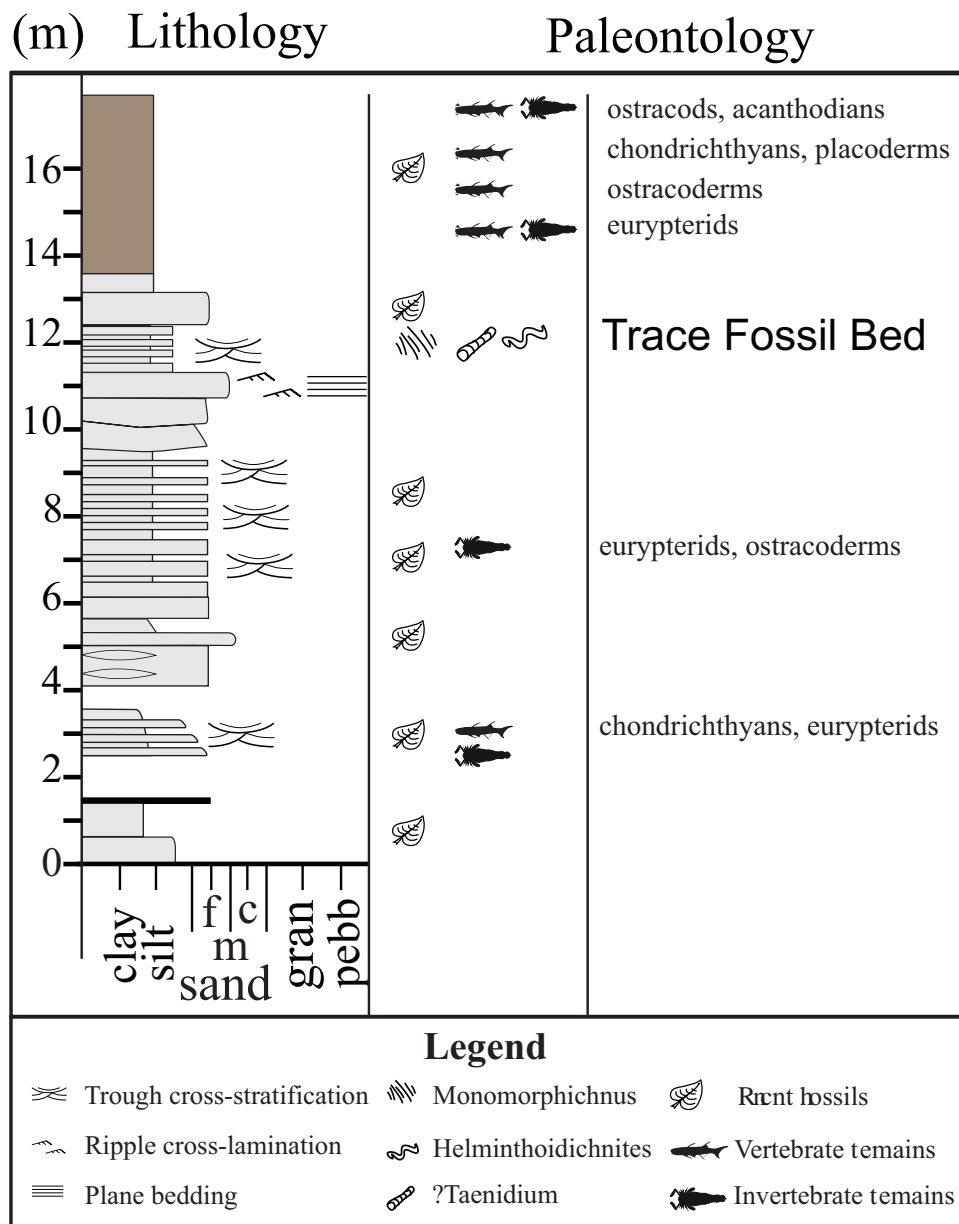 (m) Lithology Paleontology
ostracods, acanthodians
16 chondrichthyans, placoderms
ostracoderms
eurypterids
14
12 Trace Fossil Bed
10
8
eurypterids, ostracoderms
6
4
chondrichthyans, eurypterids
2
0
clay silt f m c sand gran pebb
Legend
Trough cross-stratification Monomorphichnus Rncnt hossils
Ripple cross-lamination Helminthoidichnites Vertebrate temains
Plane bedding ?Taenidium Invertebrate temains